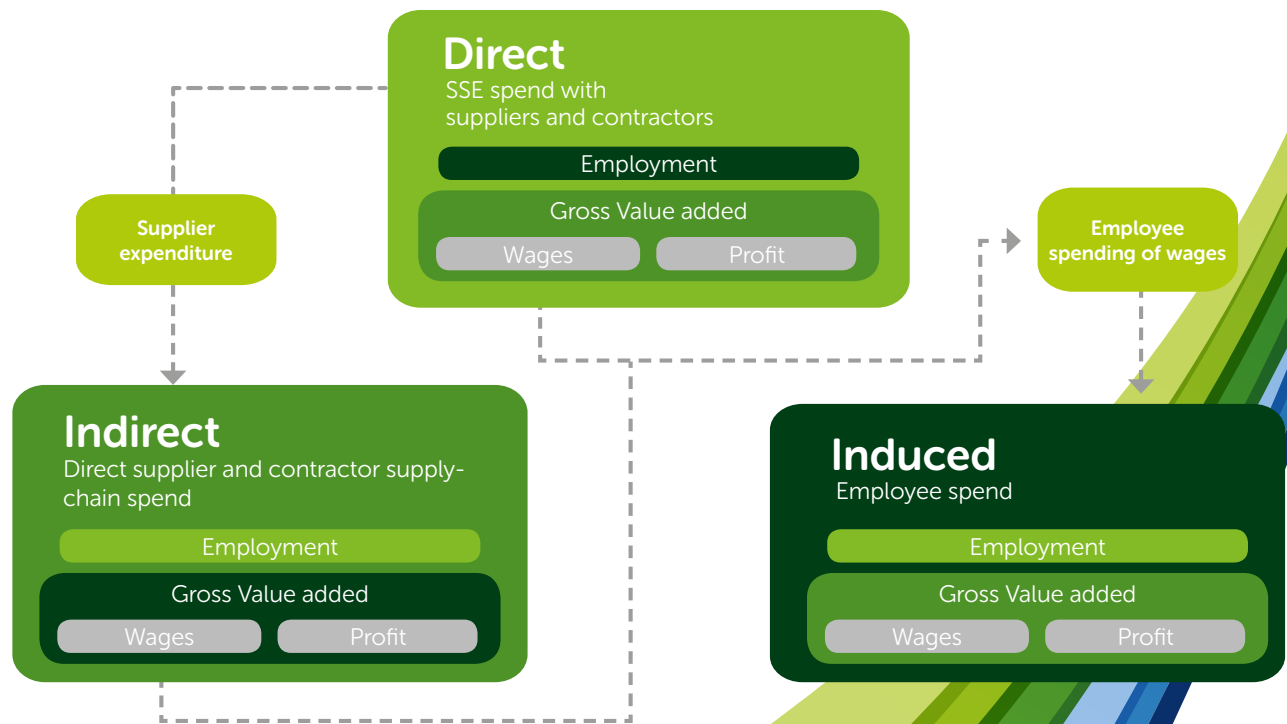 Direct
SSE spend with
suppliers and contractors
Employment
Gross Value added
Wages
Profit
Supplier
expenditure
Employee
spending of wages
Indirect
Direct supplier and contractor supply-
chain spend
Employment
Gross Value added
Wages
Profit
Induced
Employee spend
Employment
Gross Value added
Wages
Profit